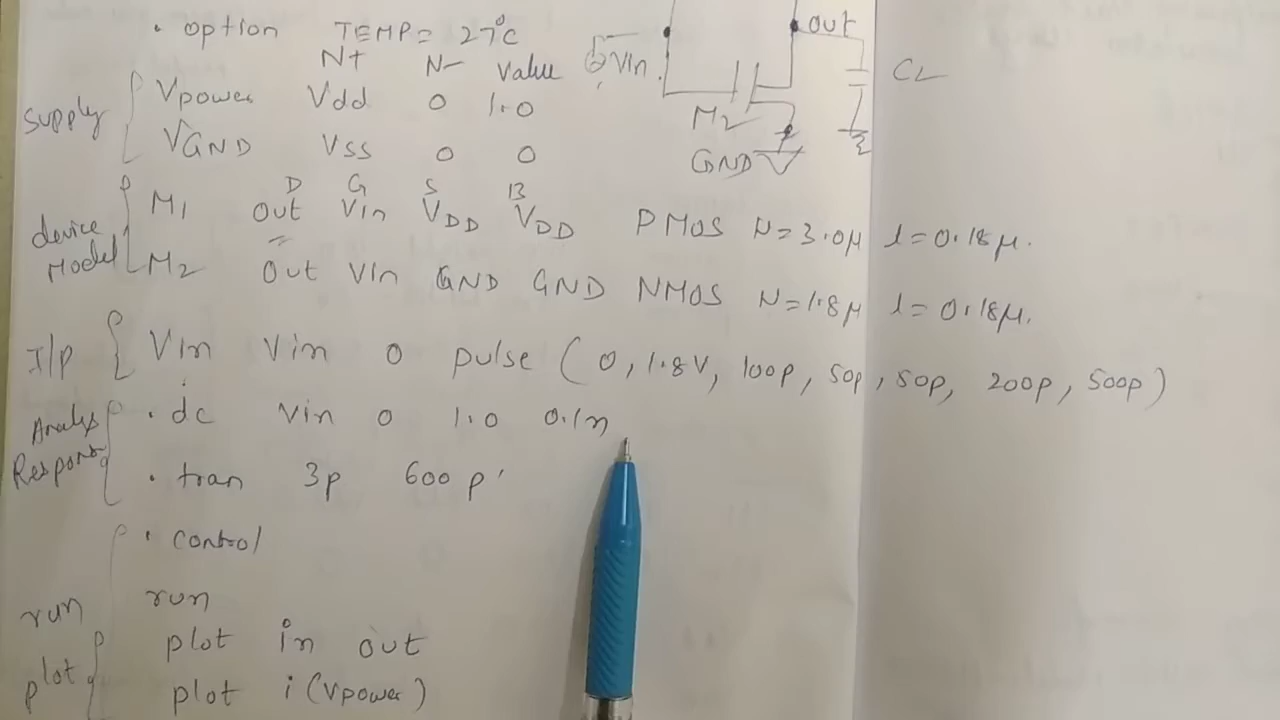 . option TEMP= 27°C
N+ N- Value
Supply
Vpower Vdd 0 1.0
VGND VSS 0 0
D G S B
device Model
M1 out Vin VDD VDD PMOS W=3.0µ l=0.18µ.
M2 out VIn GND GND NMOS W=1.8µ l=0.18µ.
I/p
VIn Vin 0 pulse (0, 1.8V, 100p, 50p, 50p, 200p, 500p)
Response
. dc Vin 0 1.0 0.1n
. tran 3p 600p
. control
run
run
plot
plot in out
plot i(Vpower)
out
Vin
CL
M2
GND